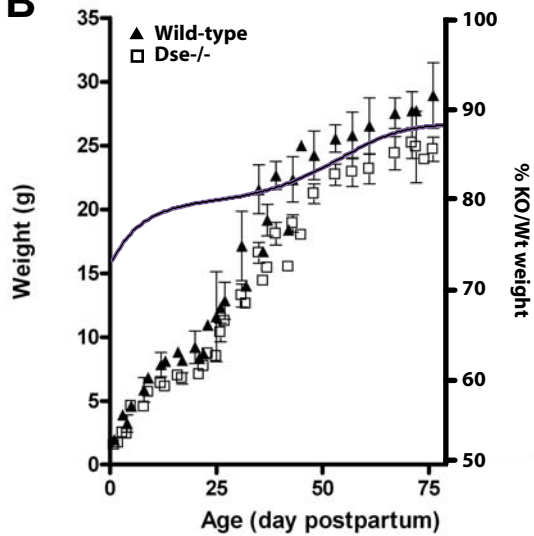 B
Wild-type
Dse-/-
Weight (g)
35
30
25
20
15
10
5
0
0 25 50 75
Age (day postpartum)
100
90
80
70
60
50
% KO/Wt weight